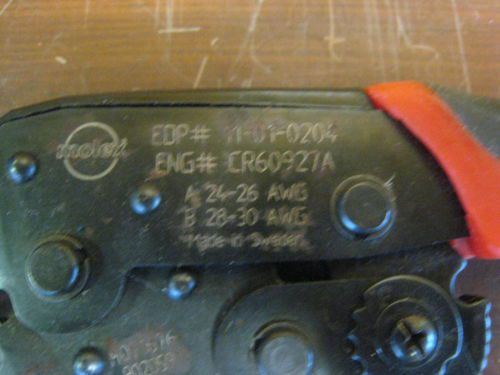 molex
EDP# 11-01-0204
ENG# CR60927A
A 24-26 AWG
B 28-30 AWG
Made in Sweden